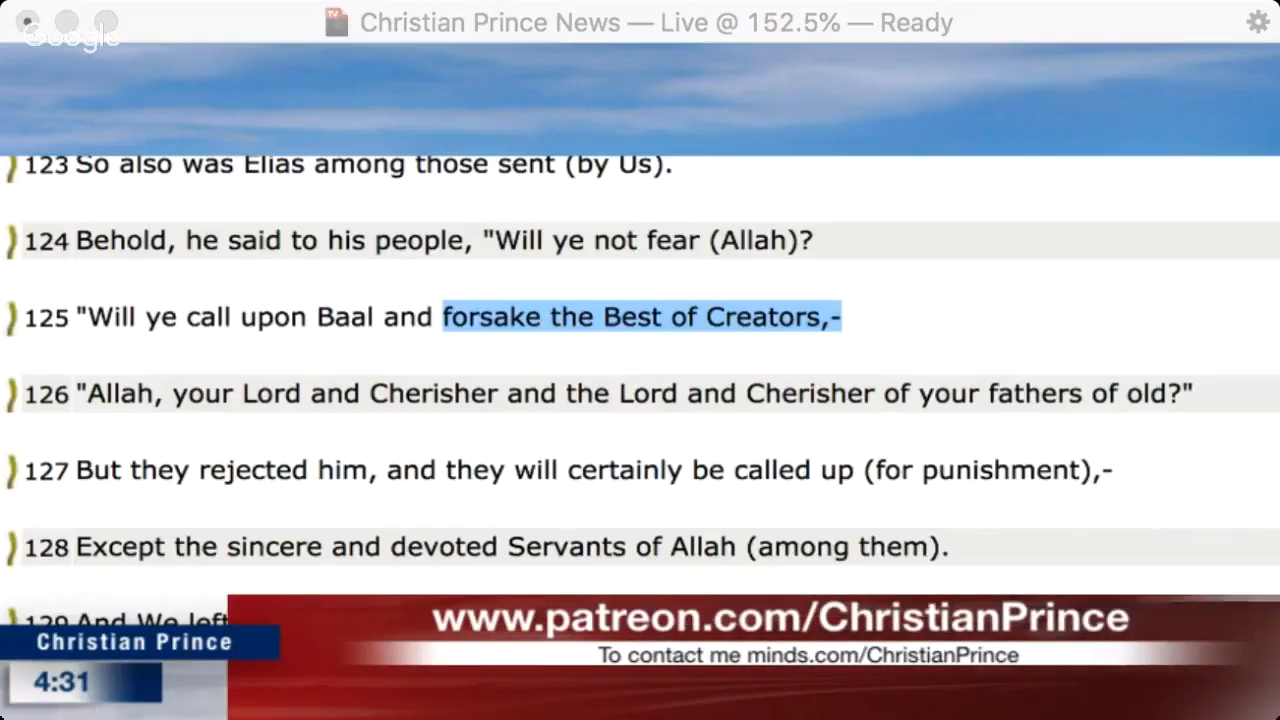 TV Christian Prince News — Live @ 152.5% — Ready
Google
123 So also was Elias among those sent (by Us).
124 Behold, he said to his people, "Will ye not fear (Allah)?
125 "Will ye call upon Baal and forsake the Best of Creators,-
126 "Allah, your Lord and Cherisher and the Lord and Cherisher of your fathers of old?"
127 But they rejected him, and they will certainly be called up (for punishment),-
128 Except the sincere and devoted Servants of Allah (among them).
129 And We left
www.patreon.com/ChristianPrince
Christian Prince
To contact me minds.com/ChristianPrince
4:31